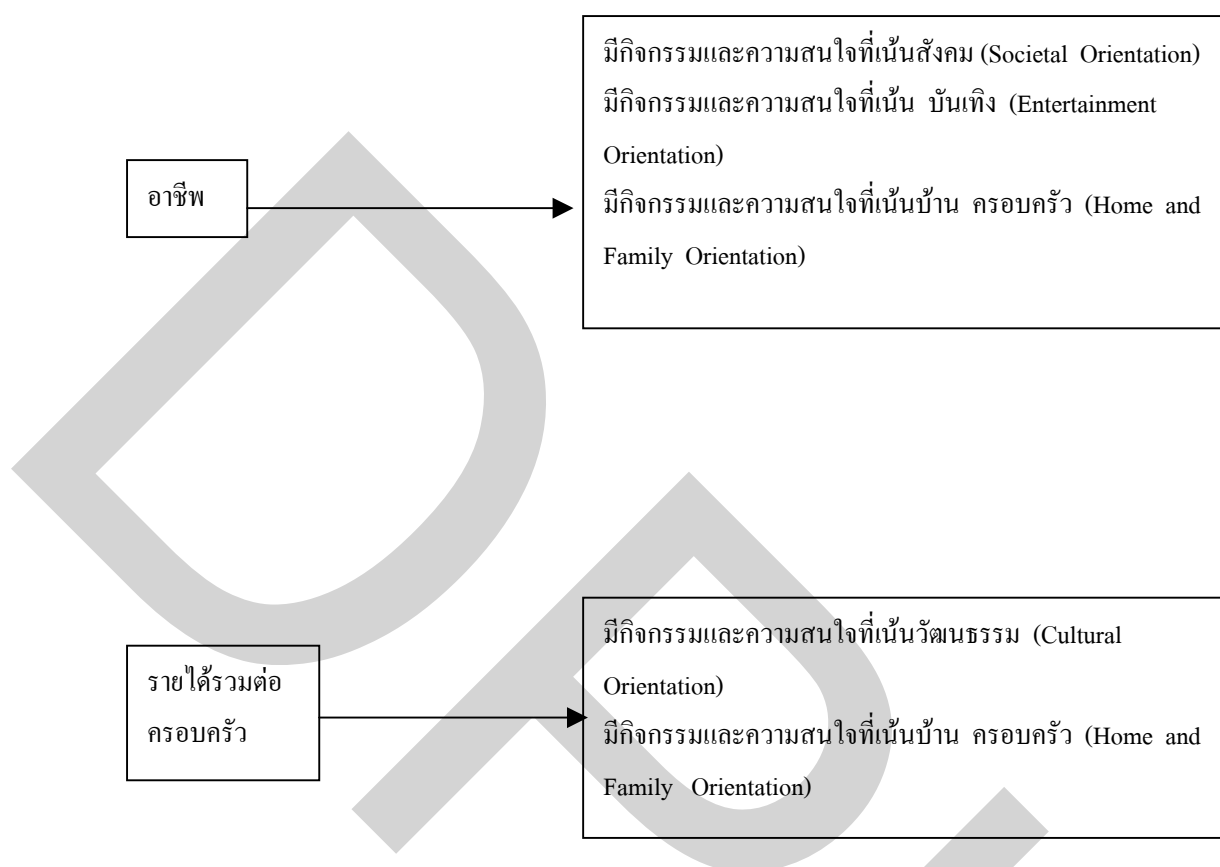 มีกิจกรรมและความสนใจที่เน้นสังคม (Societal Orientation)
มีกิจกรรมและความสนใจที่เน้น บันเทิง (Entertainment
Orientation)
อาชีพ
มีกิจกรรมและความสนใจที่เน้นบ้าน ครอบครัว (Home and
Family Orientation)
มีกิจกรรมและความสนใจที่เน้นวัฒนธรรม (Cultural
Orientation)
รายได้รวมต่อ
ครอบครัว
มีกิจกรรมและความสนใจที่เน้นบ้าน ครอบครัว (Home and
Family Orientation)